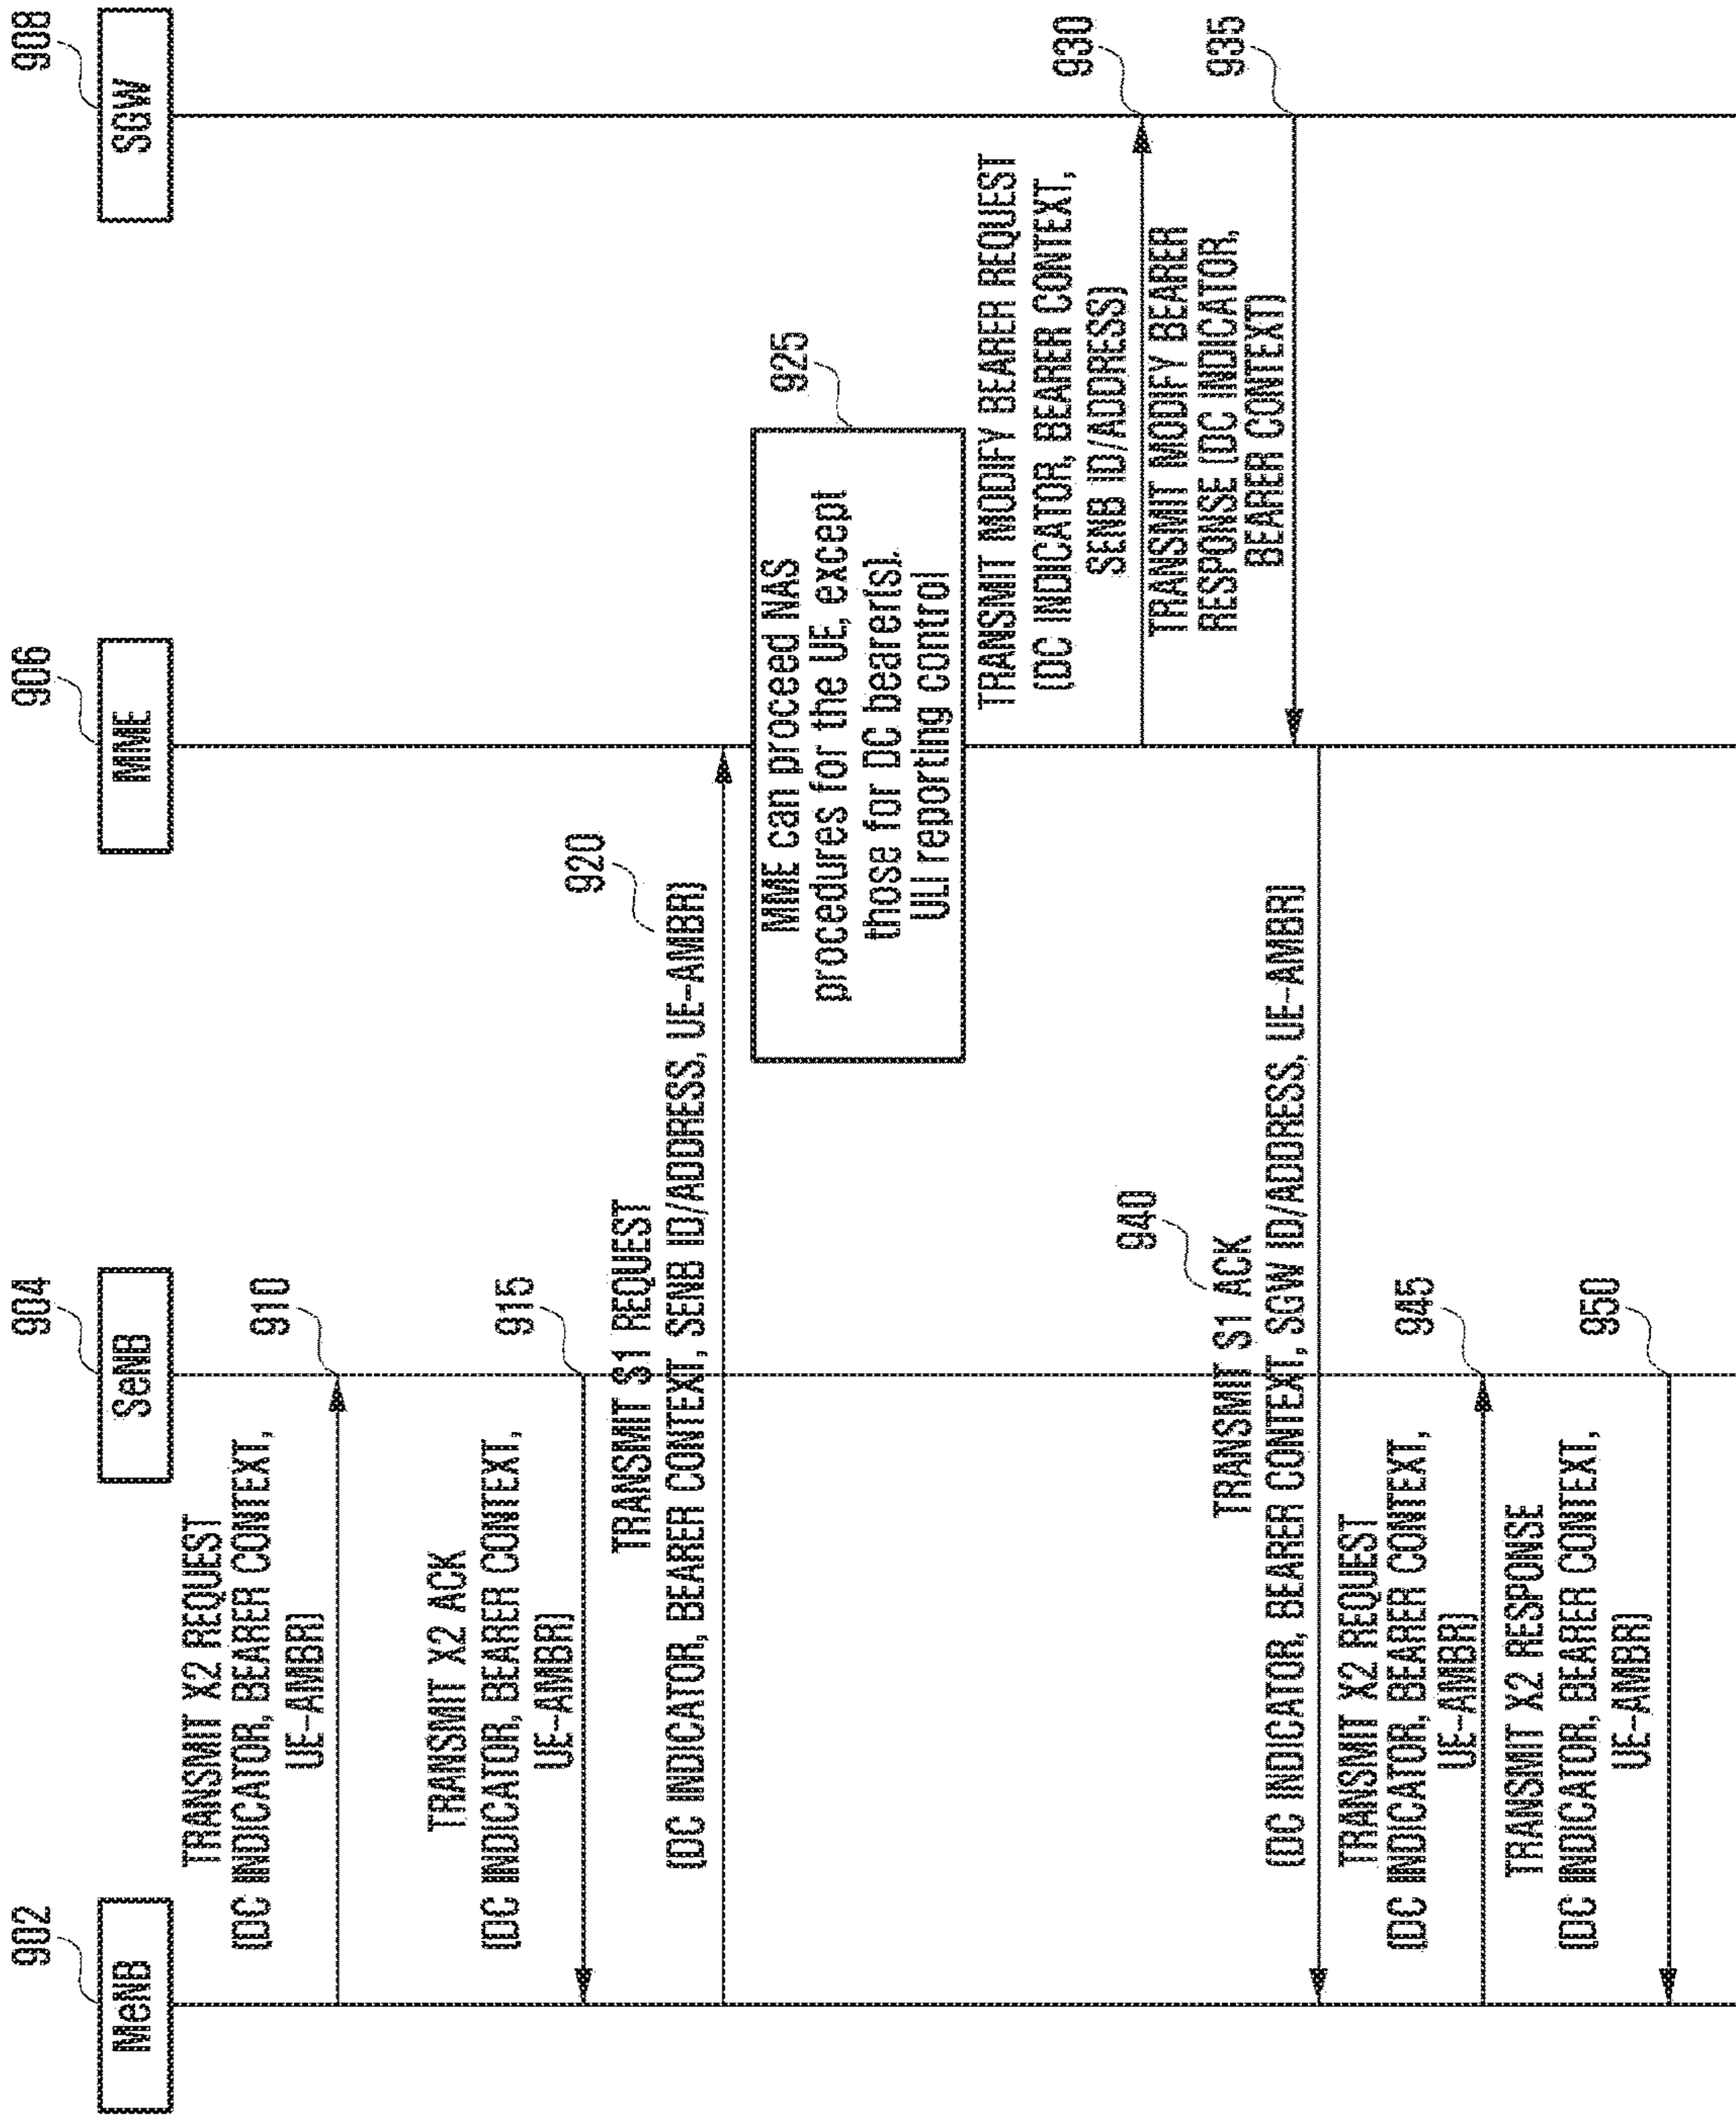 902
904
906
908
MeNB
SeNB
MME
SGW
TRANSMIT X2 REQUEST
(DC INDICATOR, BEARER CONTEXT,
UE-AMBR)
910
TRANSMIT X2 ACK
(DC INDICATOR, BEARER CONTEXT,
UE-AMBR)
915
TRANSMIT S1 REQUEST
(DC INDICATOR, BEARER CONTEXT, SENB ID/ADDRESS, UE-AMBR)
920
MME can proceed NAS
procedures for the UE, except
those for DC bearer(s).
ULI reporting control
925
TRANSMIT MODIFY BEARER REQUEST
(DC INDICATOR, BEARER CONTEXT,
SENB ID/ADDRESS)
930
TRANSMIT MODIFY BEARER
RESPONSE (DC INDICATOR,
BEARER CONTEXT)
935
TRANSMIT S1 ACK
940
(DC INDICATOR, BEARER CONTEXT, SGW ID/ADDRESS, UE-AMBR)
TRANSMIT X2 REQUEST
(DC INDICATOR, BEARER CONTEXT,
UE-AMBR)
945
TRANSMIT X2 RESPONSE
(DC INDICATOR, BEARER CONTEXT,
UE-AMBR)
950